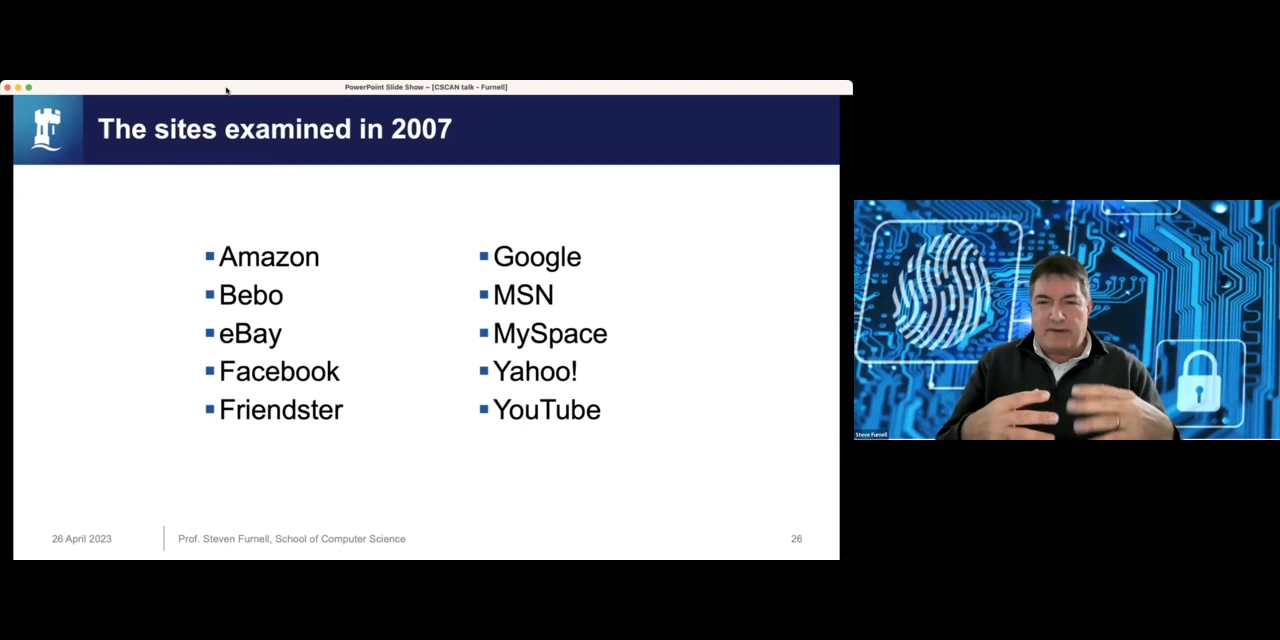 PowerPoint Slide Show – [CSCAN talk - Furnell]
The sites examined in 2007
Amazon
Bebo
eBay
Facebook
Friendster
Google
MSN
MySpace
Yahoo!
YouTube
26 April 2023
Prof. Steven Furnell, School of Computer Science
26
Steve Furnell